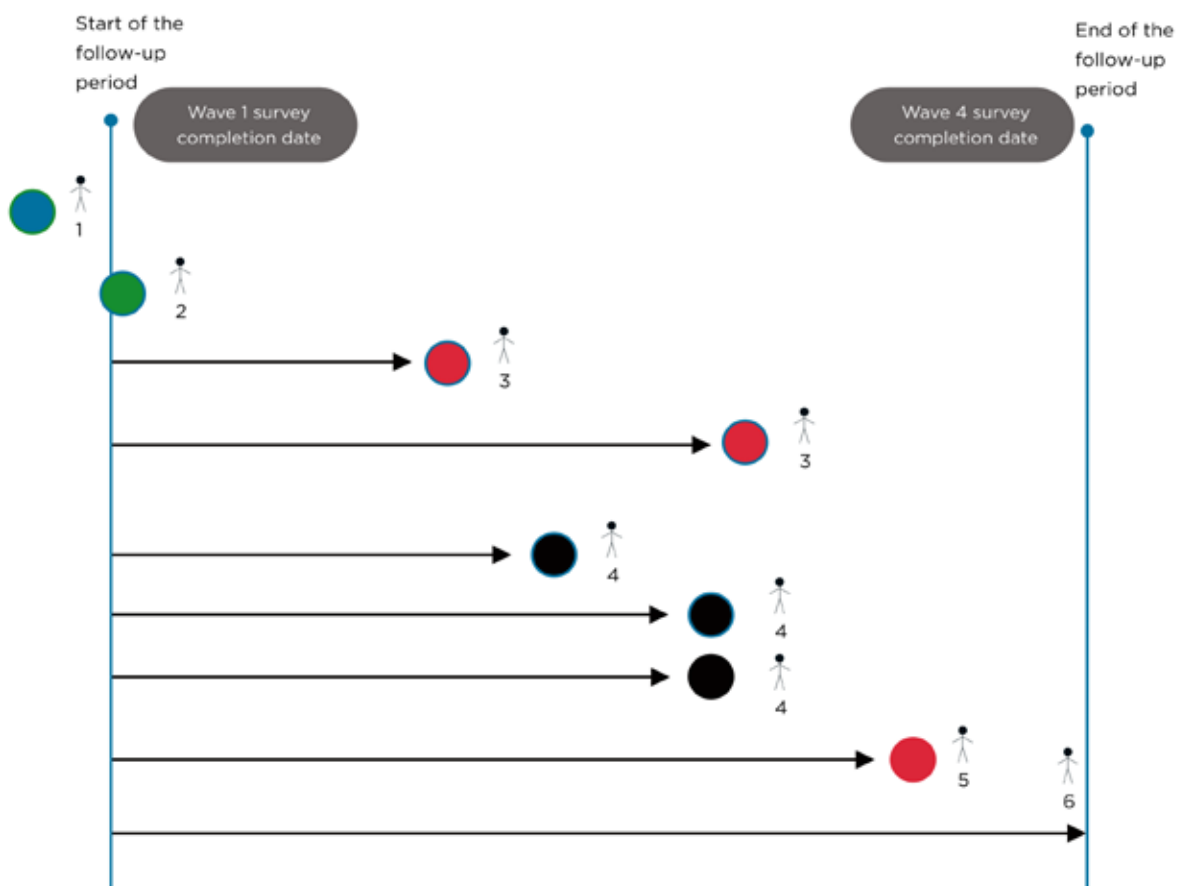 Start of the
follow-up
period
End of the
follow-up
period
Wave 1 survey
completion date
Wave 4 survey
completion date
1
2
3
3
4
4
4
5
6